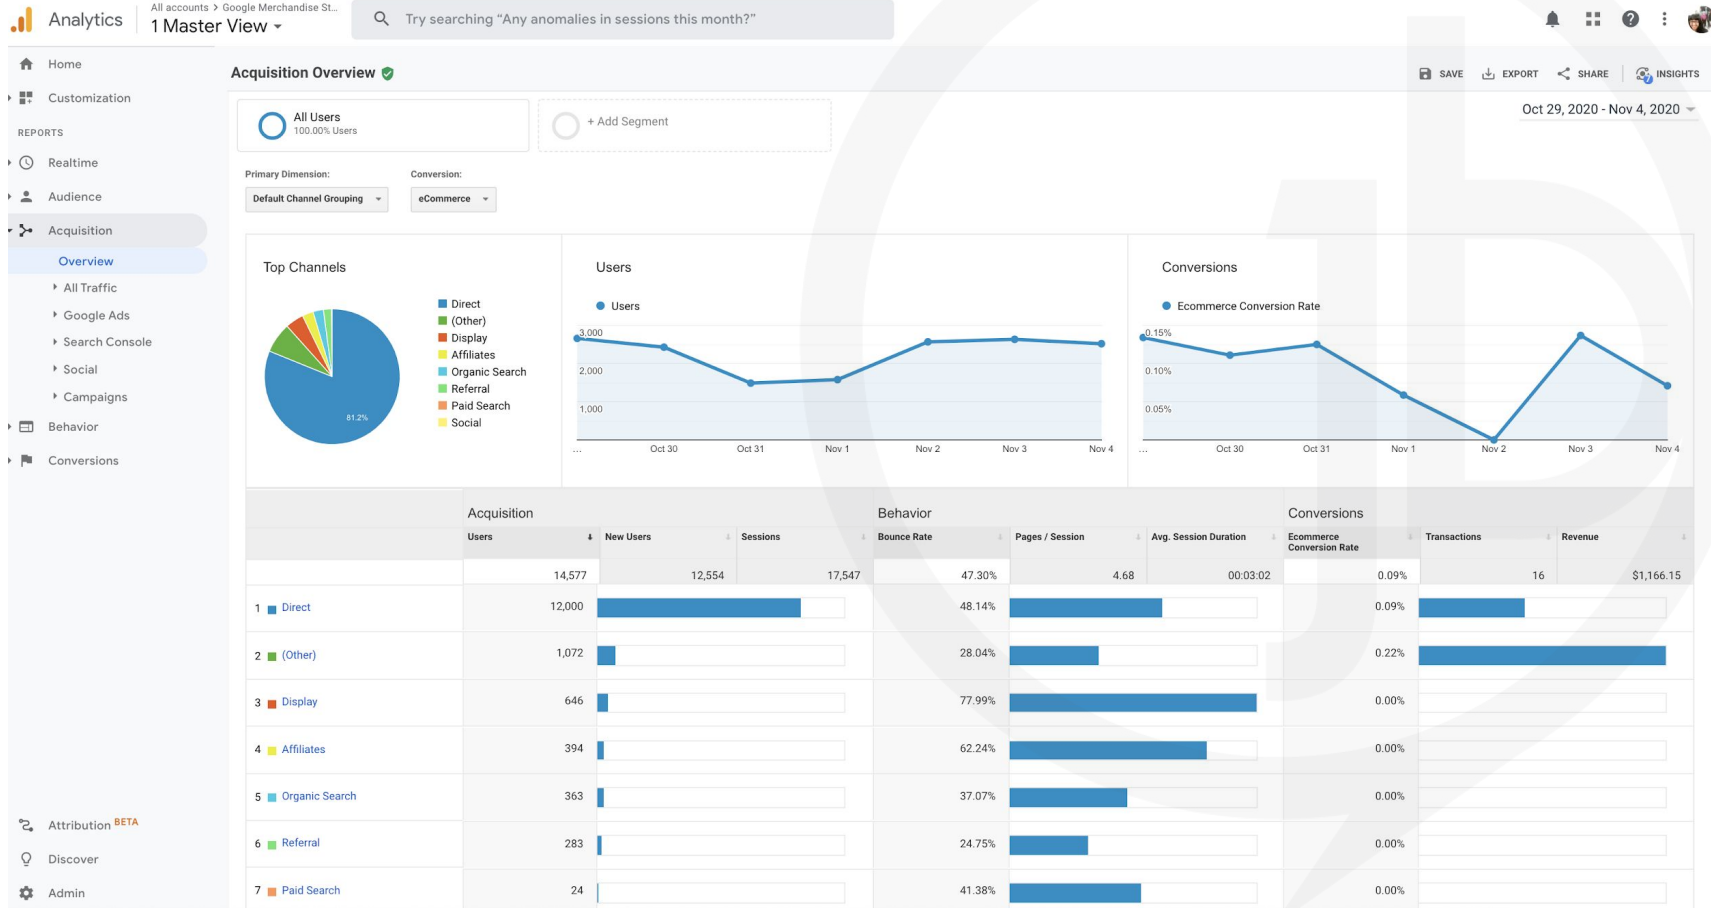 Analytics
All accounts > Google Merchandise St...
1 Master View
Try searching “Any anomalies in sessions this month?”
Home
Customization
REPORTS
Realtime
Audience
Acquisition
Overview
All Traffic
Google Ads
Search Console
Social
Campaigns
Behavior
Conversions
Attribution BETA
Discover
Admin
Acquisition Overview
SAVE
EXPORT
SHARE
7
INSIGHTS
Oct 29, 2020 - Nov 4, 2020
All Users
100.00% Users
+ Add Segment
Primary Dimension:
Conversion:
Default Channel Grouping
eCommerce
Top Channels
81.2%
Direct
(Other)
Display
Affiliates
Organic Search
Referral
Paid Search
Social
Users
Users
3,000
2,000
1,000
... Oct 30 Oct 31 Nov 1 Nov 2 Nov 3 Nov 4
Conversions
Ecommerce Conversion Rate
0.15%
0.10%
0.05%
... Oct 30 Oct 31 Nov 1 Nov 2 Nov 3 Nov 4
Acquisition Behavior Conversions
Users New Users Sessions Bounce Rate Pages / Session Avg. Session Duration Ecommerce
Conversion Rate Transactions Revenue
14,577 12,554 17,547 47.30% 4.68 00:03:02 0.09% 16 $1,166.15
1 Direct 12,000 48.14% 0.09%
2 (Other) 1,072 28.04% 0.22%
3 Display 646 77.99% 0.00%
4 Affiliates 394 62.24% 0.00%
5 Organic Search 363 37.07% 0.00%
6 Referral 283 24.75% 0.00%
7 Paid Search 24 41.38% 0.00%